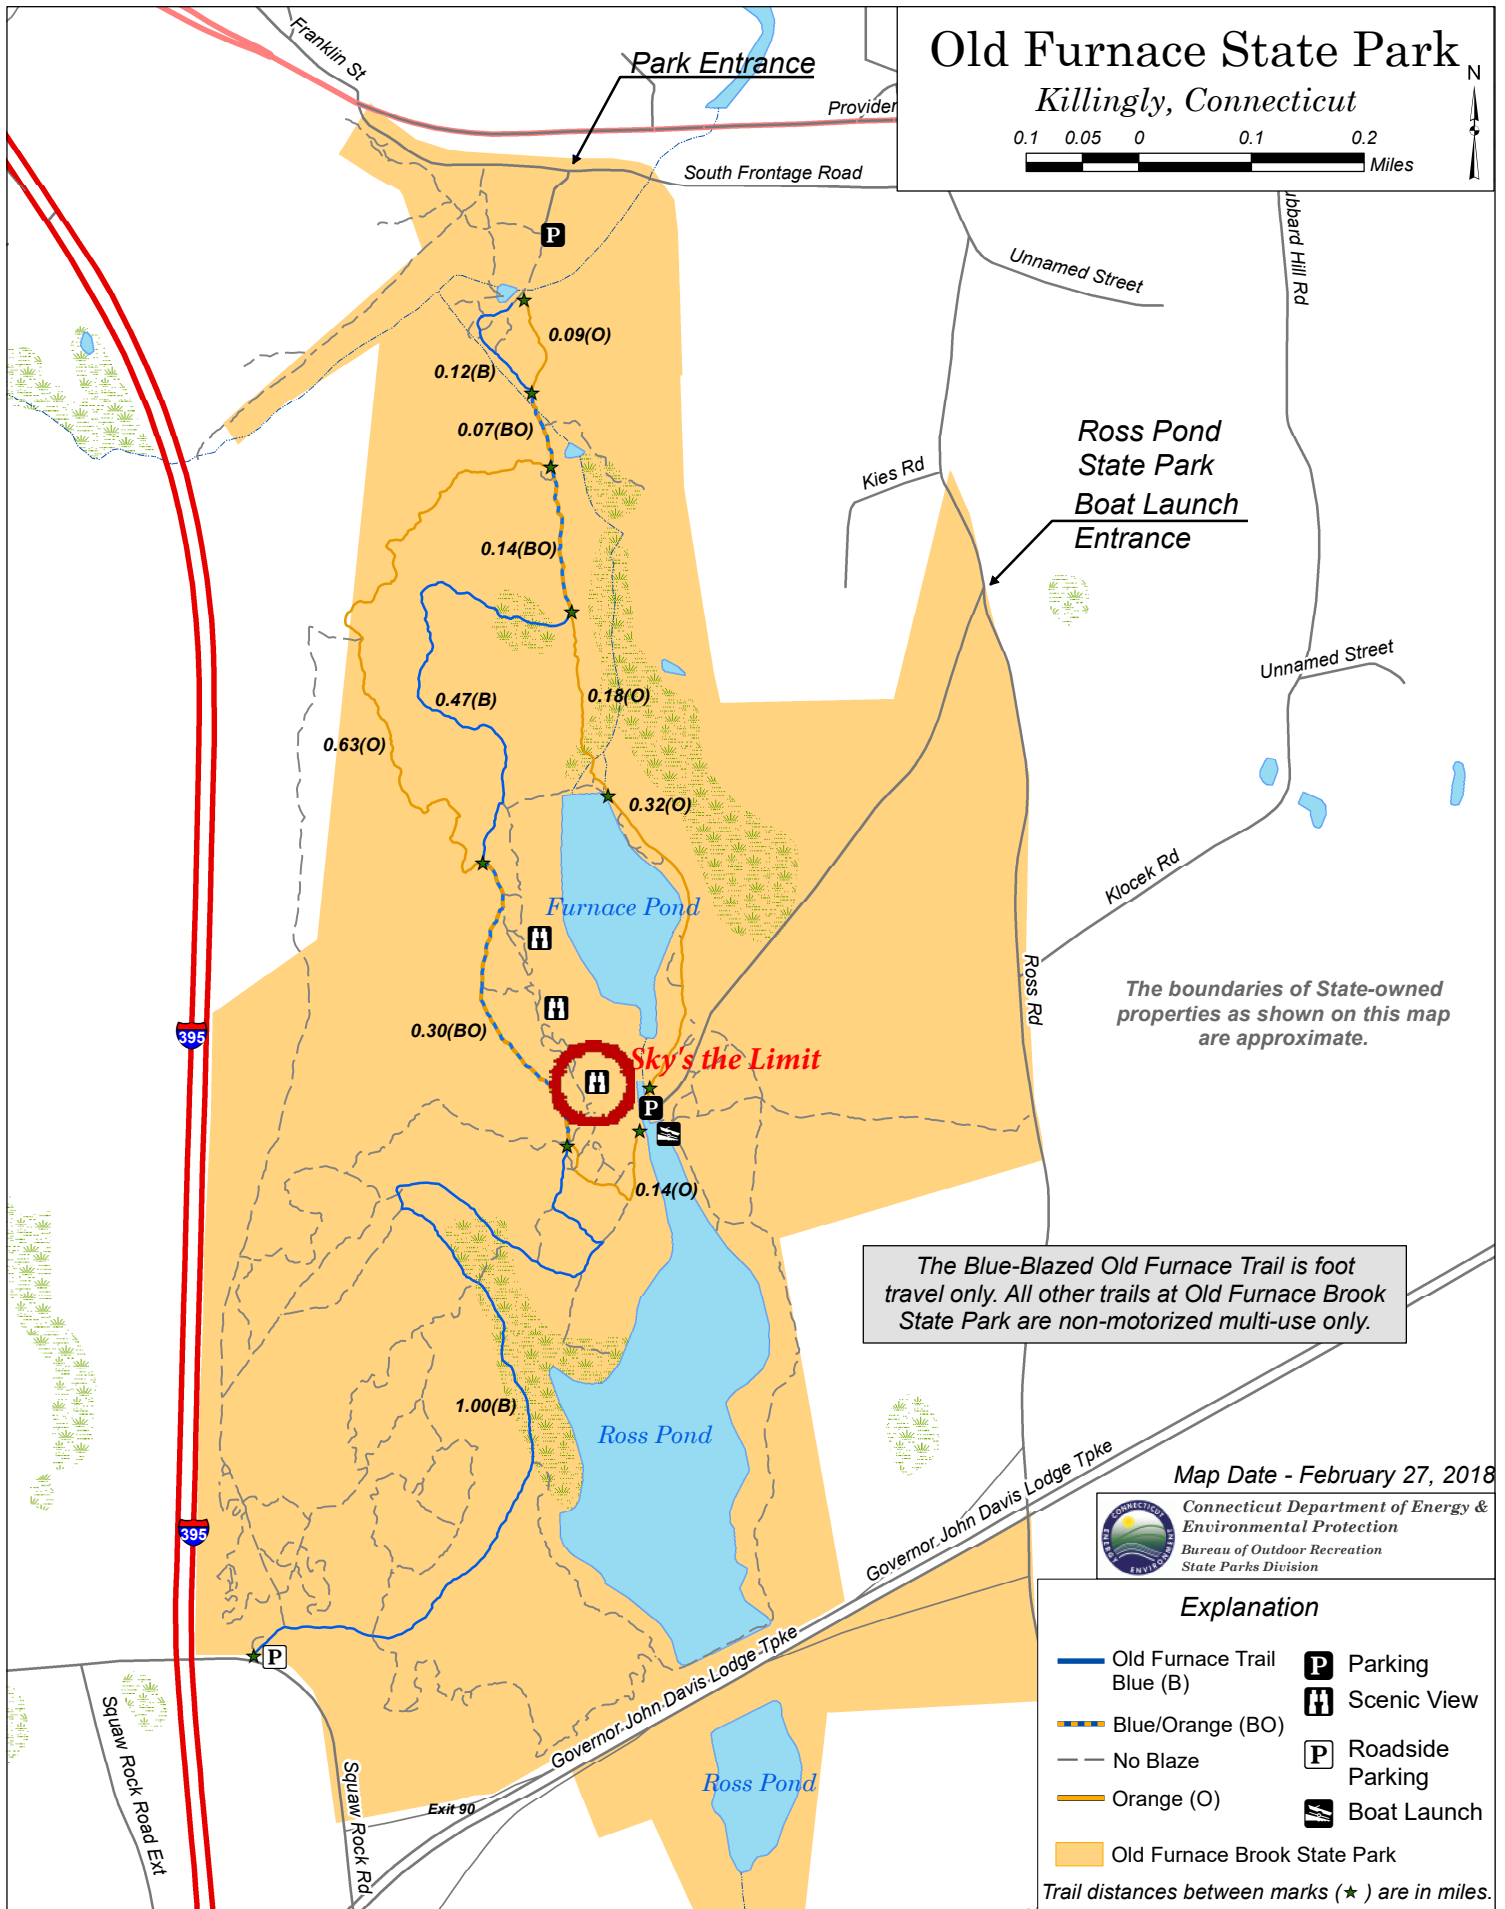 Old Furnace State Park
Killingly, Connecticut
N
0.1 0.05 0 0.1 0.2
Miles
Franklin St
Park Entrance
Provider
South Frontage Road
P
Unnamed Street
ubbard Hill Rd
0.09(O)
0.12(B)
0.07(BO)
Ross Pond
State Park
Boat Launch
Entrance
Kies Rd
0.14(BO)
Unnamed Street
0.47(B)
0.18(O)
0.63(O)
0.32(O)
Klocek Rd
Furnace Pond
Ross Rd
The boundaries of State-owned
properties as shown on this map
are approximate.
395
0.30(BO)
Sky's the Limit
P
0.14(O)
The Blue-Blazed Old Furnace Trail is foot
travel only. All other trails at Old Furnace Brook
State Park are non-motorized multi-use only.
1.00(B)
Ross Pond
Governor John Davis Lodge Tpke
Map Date - February 27, 2018
395
CONNECTICUT
ENERGY
ENVIRONMENT
Connecticut Department of Energy &
Environmental Protection
Bureau of Outdoor Recreation
State Parks Division
P
Squaw Rock Road Ext
Squaw Rock Rd
Governor John Davis Lodge Tpke
Exit 90
Ross Pond
Explanation
Old Furnace Trail
Blue (B)
Blue/Orange (BO)
No Blaze
Orange (O)
Old Furnace Brook State Park
P Parking
Scenic View
P Roadside
Parking
Boat Launch
Trail distances between marks (★) are in miles.